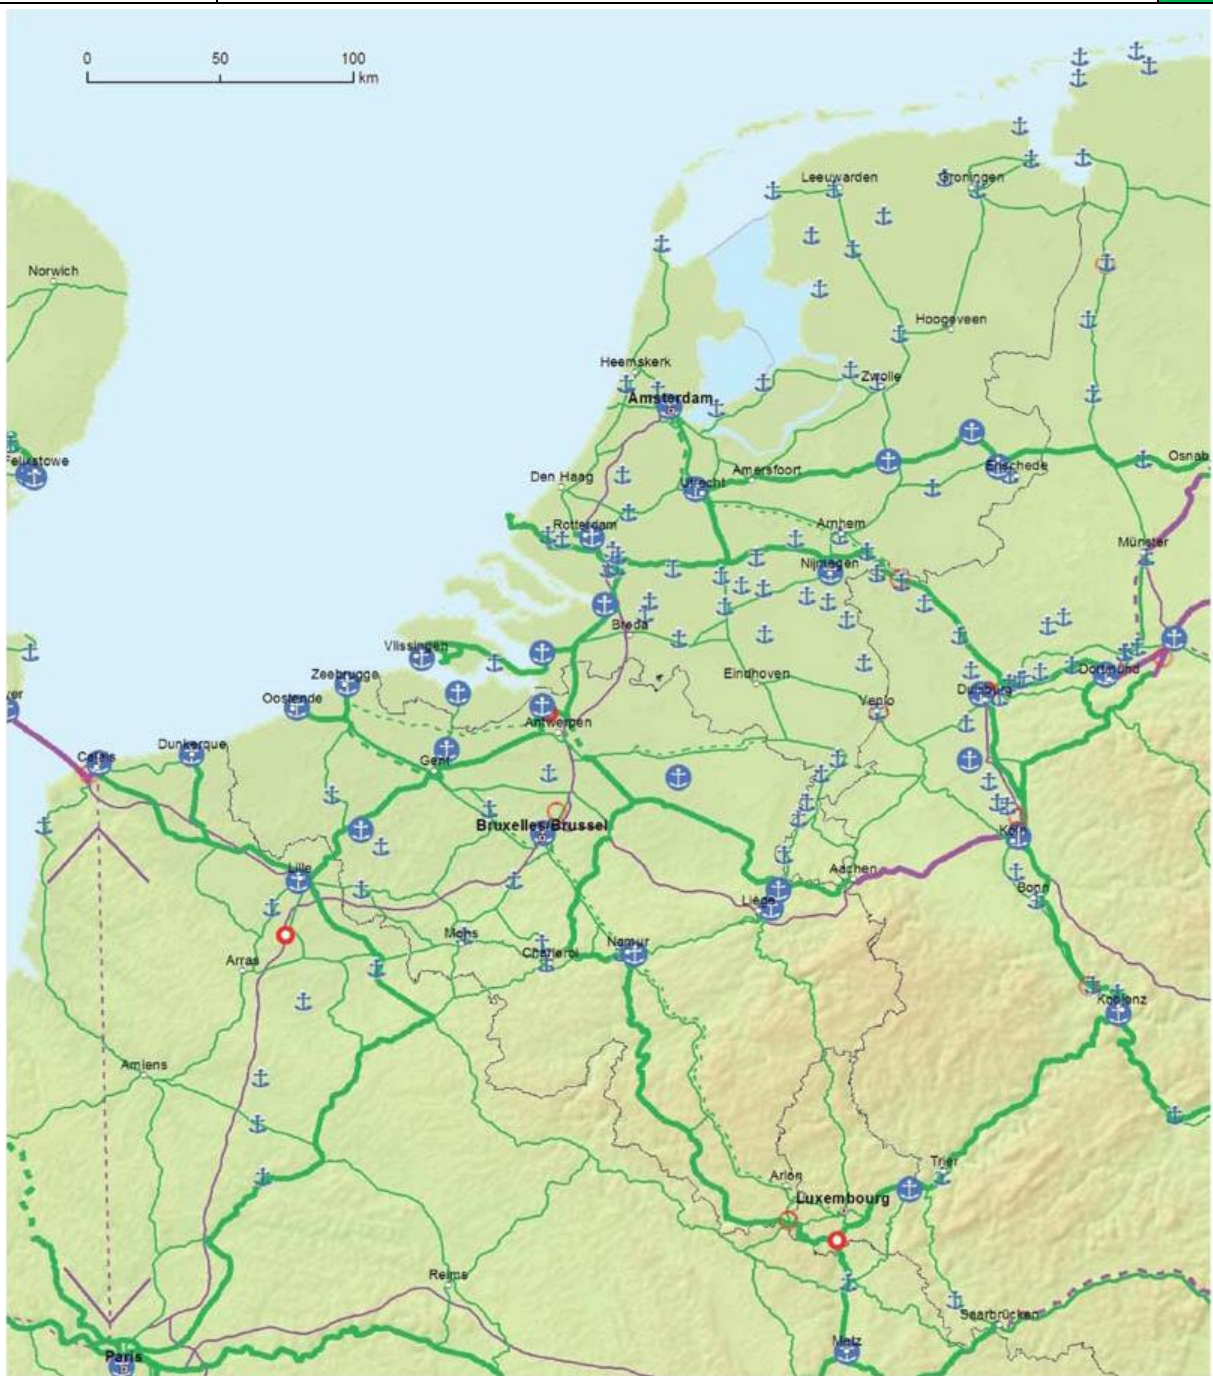 0 50 100
km
Leeuwarden
Groningen
Norwich
Hoogeveen
Heemskerk
Zwolle
Amsterdam
Felixstowe
Den Haag
Amersfoort
Enschede
Osnab
Utrecht
Rotterdam
Arnhem
Münster
Nijmegen
Breda
Vlissingen
Zeebrugge
Eindhoven
Dortmund
Oostende
Duisburg
ver
Venlo
Antwerpen
Dunkerque
Calais
Gent
Bruxelles/Brussel
Köln
Lille
Aachen
Bonn
Liège
Mons
Namur
Charleroi
Arras
Koblenz
Amiens
Trier
Arlon
Luxembourg
Reims
Saarbrücken
Metz
Paris